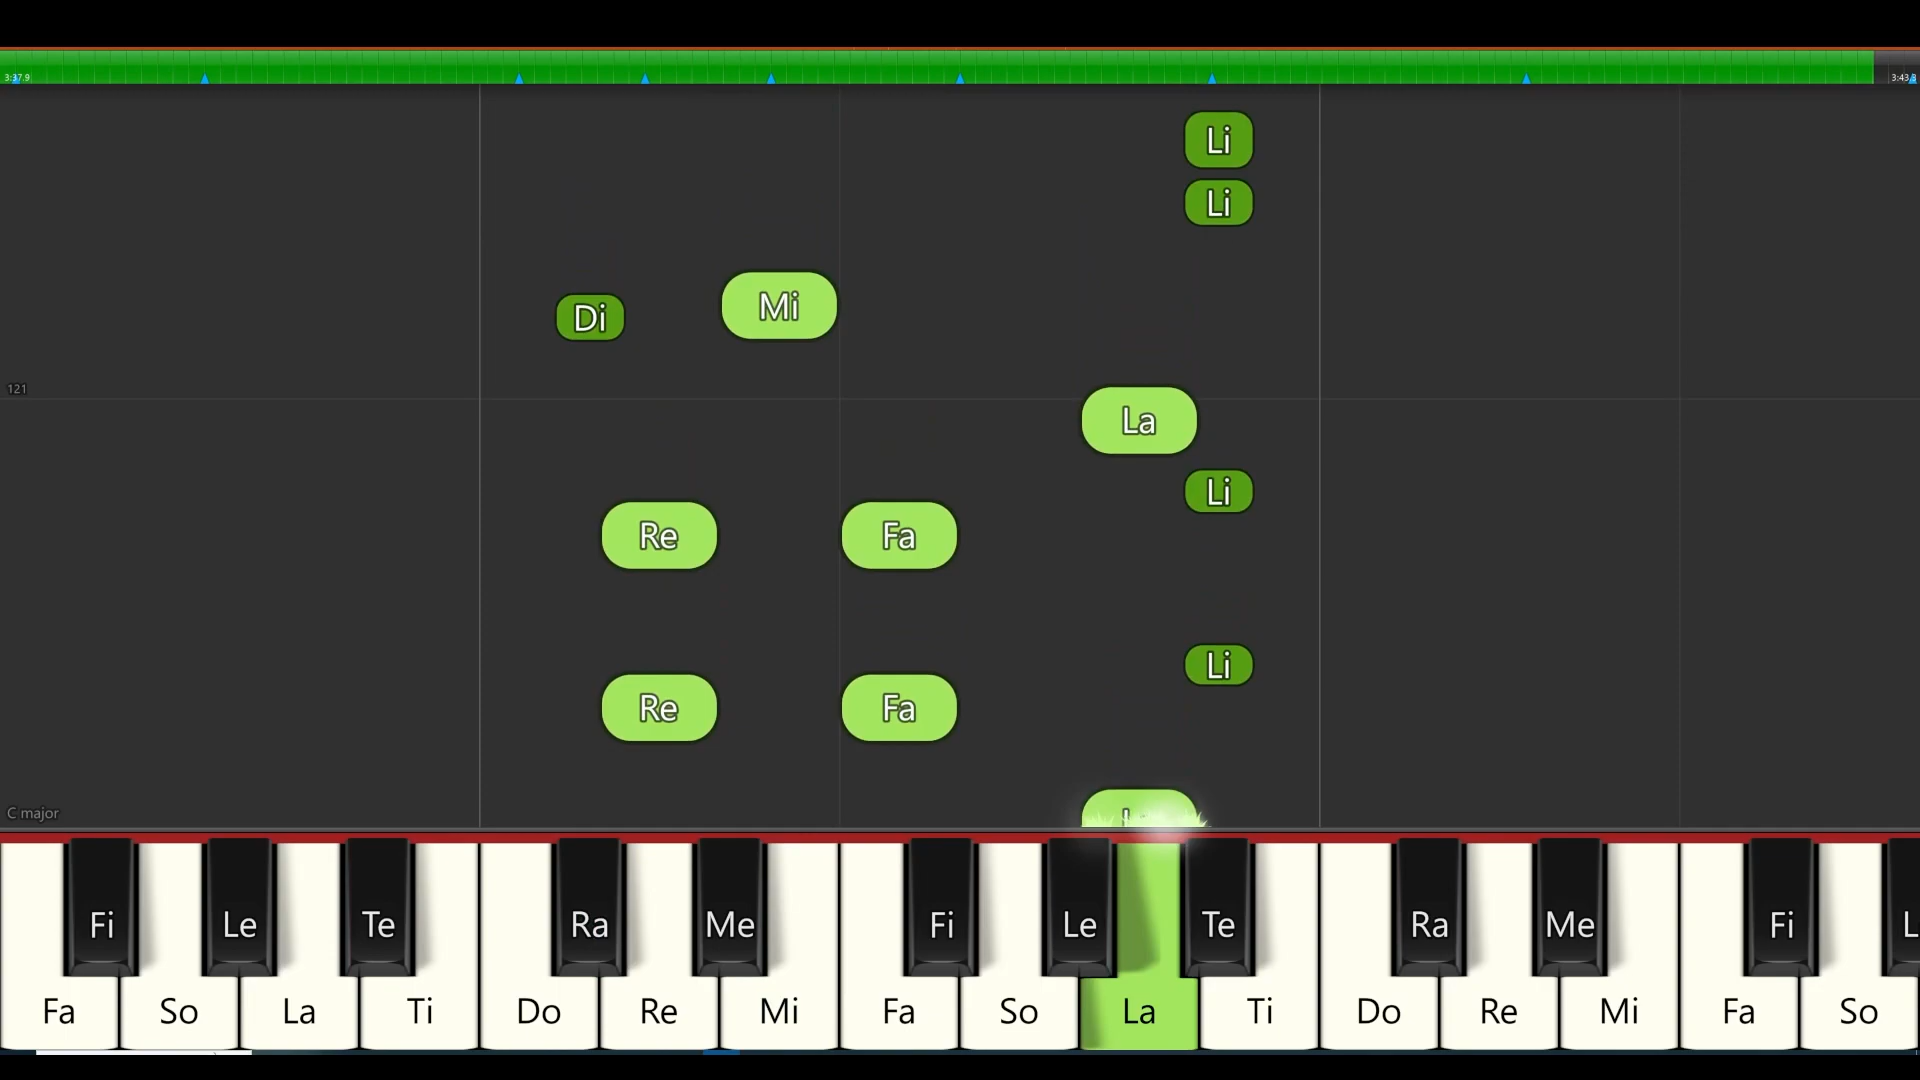 3:37.9
3:43.3
Li
Li
Di
Mi
121
La
Li
Re
Fa
Li
Re
Fa
C major
Fi
Le
Te
Ra
Me
Fi
Le
Te
Ra
Me
Fi
Fa
So
La
Ti
Do
Re
Mi
Fa
So
La
Ti
Do
Re
Mi
Fa
So